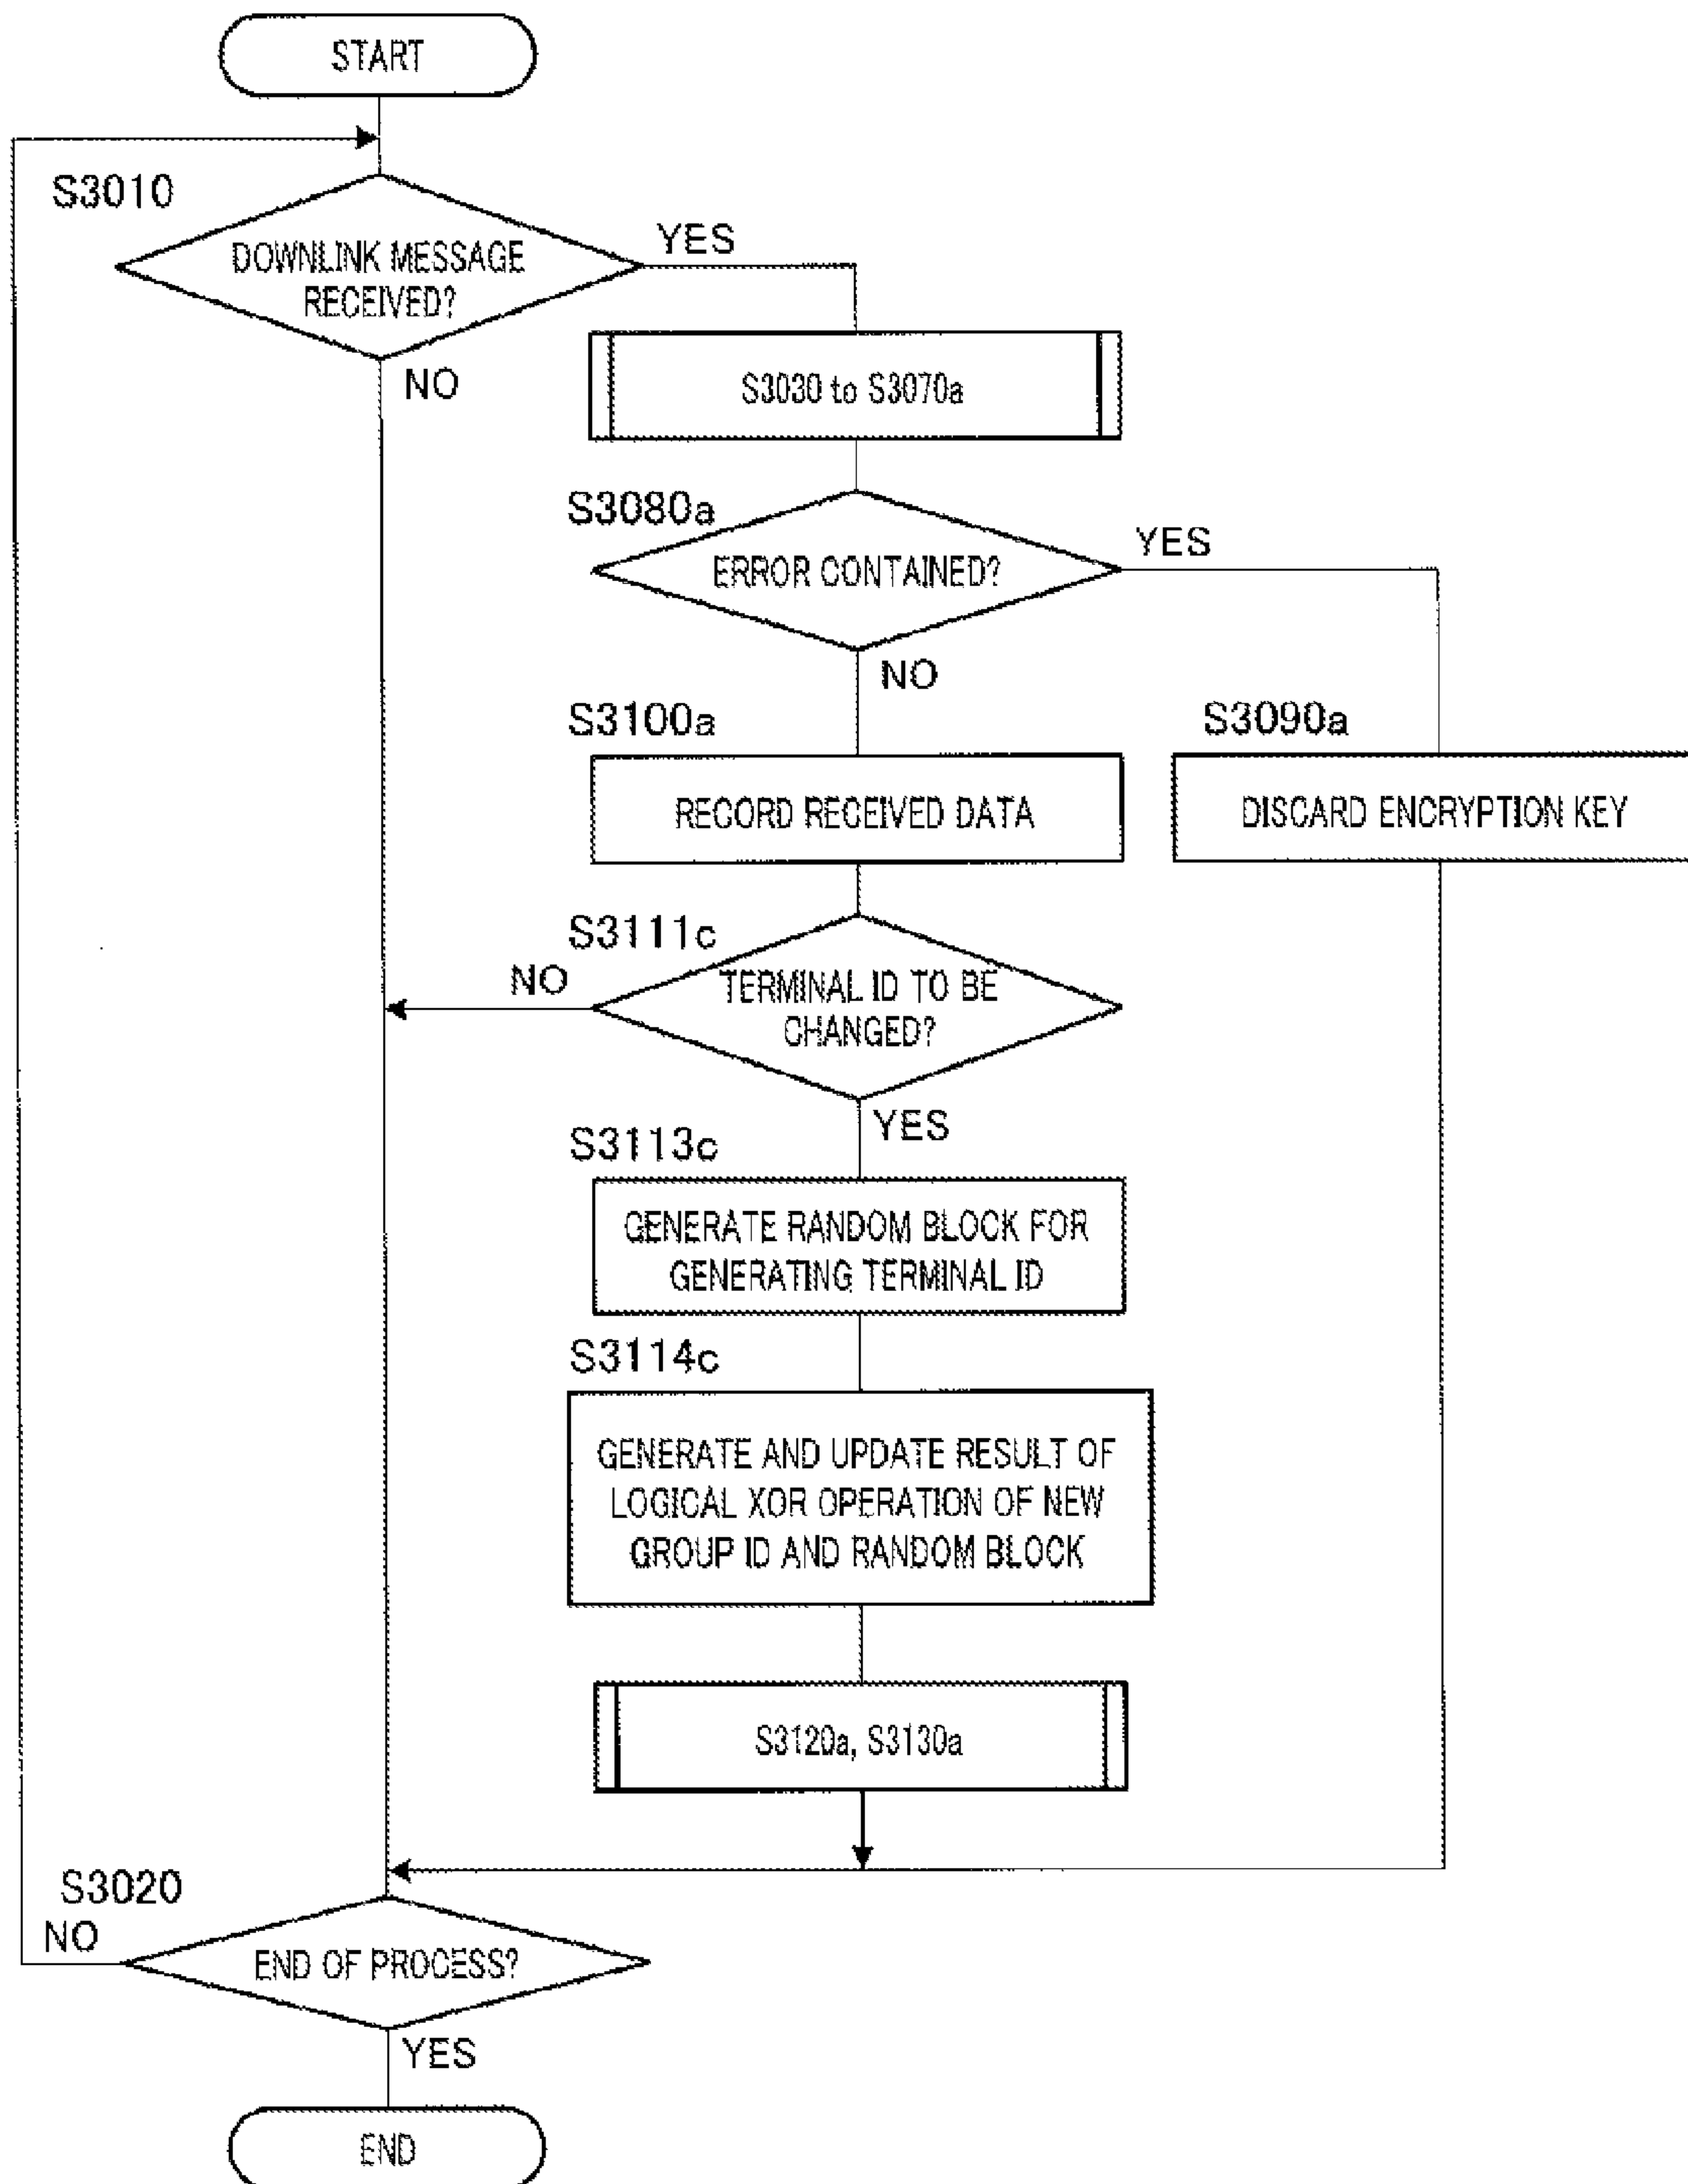 START
S3010
DOWNLINK MESSAGE
RECEIVED?
YES
NO
S3030 to S3070a
S3080a
ERROR CONTAINED?
YES
NO
S3100a
RECORD RECEIVED DATA
S3090a
DISCARD ENCRYPTION KEY
S3111c
TERMINAL ID TO BE
CHANGED?
NO
YES
S3113c
GENERATE RANDOM BLOCK FOR
GENERATING TERMINAL ID
S3114c
GENERATE AND UPDATE RESULT OF
LOGICAL XOR OPERATION OF NEW
GROUP ID AND RANDOM BLOCK
S3120a, S3130a
S3020
NO
END OF PROCESS?
YES
END